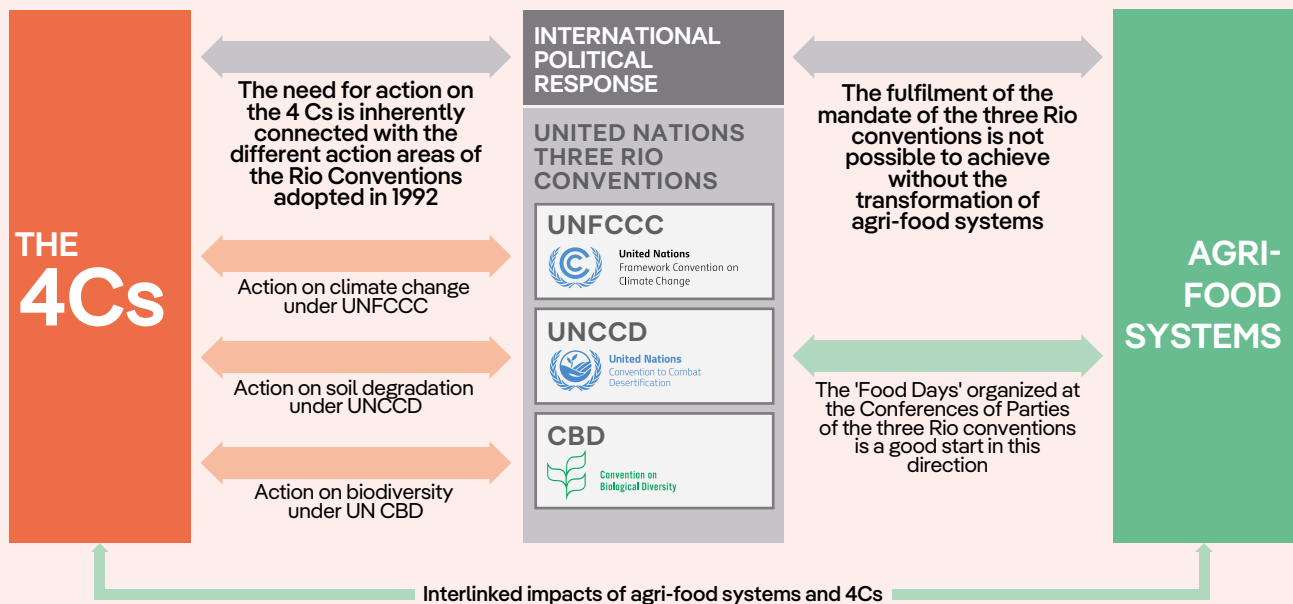 THE
4Cs
The need for action on
the 4 Cs is inherently
connected with the
different action areas of
the Rio Conventions
adopted in 1992
Action on climate change
under UNFCCC
Action on soil degradation
under UNCCD
Action on biodiversity
under UN CBD
INTERNATIONAL
POLITICAL
RESPONSE
UNITED NATIONS
THREE RIO
CONVENTIONS
UNFCCC
United Nations
Framework Convention on
Climate Change
UNCCD
United Nations
Convention to Combat
Desertification
CBD
Convention on
Biological Diversity
The fulfilment of the
mandate of the three Rio
conventions is not
possible to achieve
without the
transformation of
agri-food systems
The 'Food Days' organized at
the Conferences of Parties
of the three Rio conventions
is a good start in this
direction
AGRI-
FOOD
SYSTEMS
Interlinked impacts of agri-food systems and 4Cs